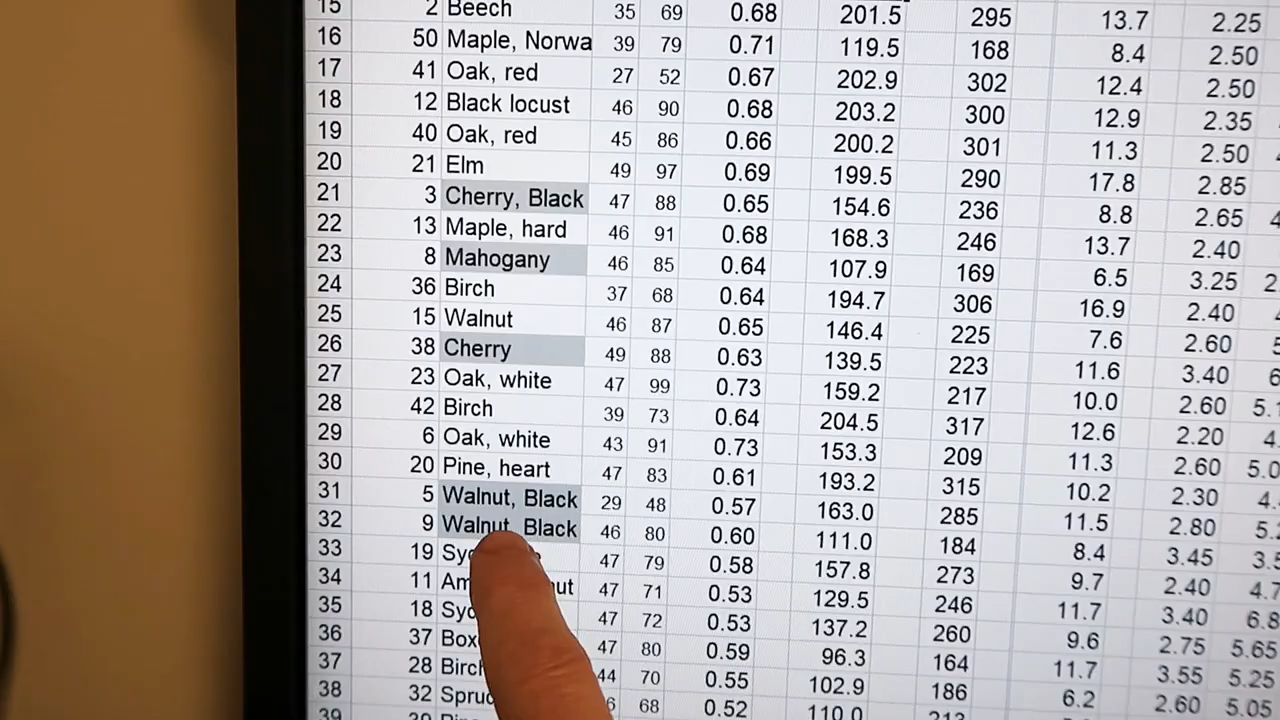 15 2 Beech 35 69 0.68 201.5 295 13.7 2.25
16 50 Maple, Norwa 39 79 0.71 119.5 168 8.4 2.50
17 41 Oak, red 27 52 0.67 202.9 302 12.4 2.50
18 12 Black locust 46 90 0.68 203.2 300 12.9 2.35
19 40 Oak, red 45 86 0.66 200.2 301 11.3 2.50
20 21 Elm 49 97 0.69 199.5 290 17.8 2.85
21 3 Cherry, Black 47 88 0.65 154.6 236 8.8 2.65
22 13 Maple, hard 46 91 0.68 168.3 246 13.7 2.40
23 8 Mahogany 46 85 0.64 107.9 169 6.5 3.25
24 36 Birch 37 68 0.64 194.7 306 16.9 2.40
25 15 Walnut 46 87 0.65 146.4 225 7.6 2.60
26 38 Cherry 49 88 0.63 139.5 223 11.6 3.40
27 23 Oak, white 47 99 0.73 159.2 217 10.0 2.60 5.
28 42 Birch 39 73 0.64 204.5 317 12.6 2.20 4.
29 6 Oak, white 43 91 0.73 153.3 209 11.3 2.60 5.0
30 20 Pine, heart 47 83 0.61 193.2 315 10.2 2.30 4.
31 5 Walnut, Black 29 48 0.57 163.0 285 11.5 2.80
32 9 Walnut, Black 46 80 0.60 111.0 184 8.4 3.45
33 19 47 79 0.58 157.8 273 9.7 2.40 4.7
34 11 47 71 0.53 129.5 246 11.7 3.40 6.8
35 18 47 72 0.53 137.2 260 9.6 2.75 5.65
36 37 47 80 0.59 96.3 164 11.7 3.55 5.25
37 28 Birc 44 70 0.55 102.9 186 6.2 2.60 5.05
38 32 Spru 68 0.52 110.0
39